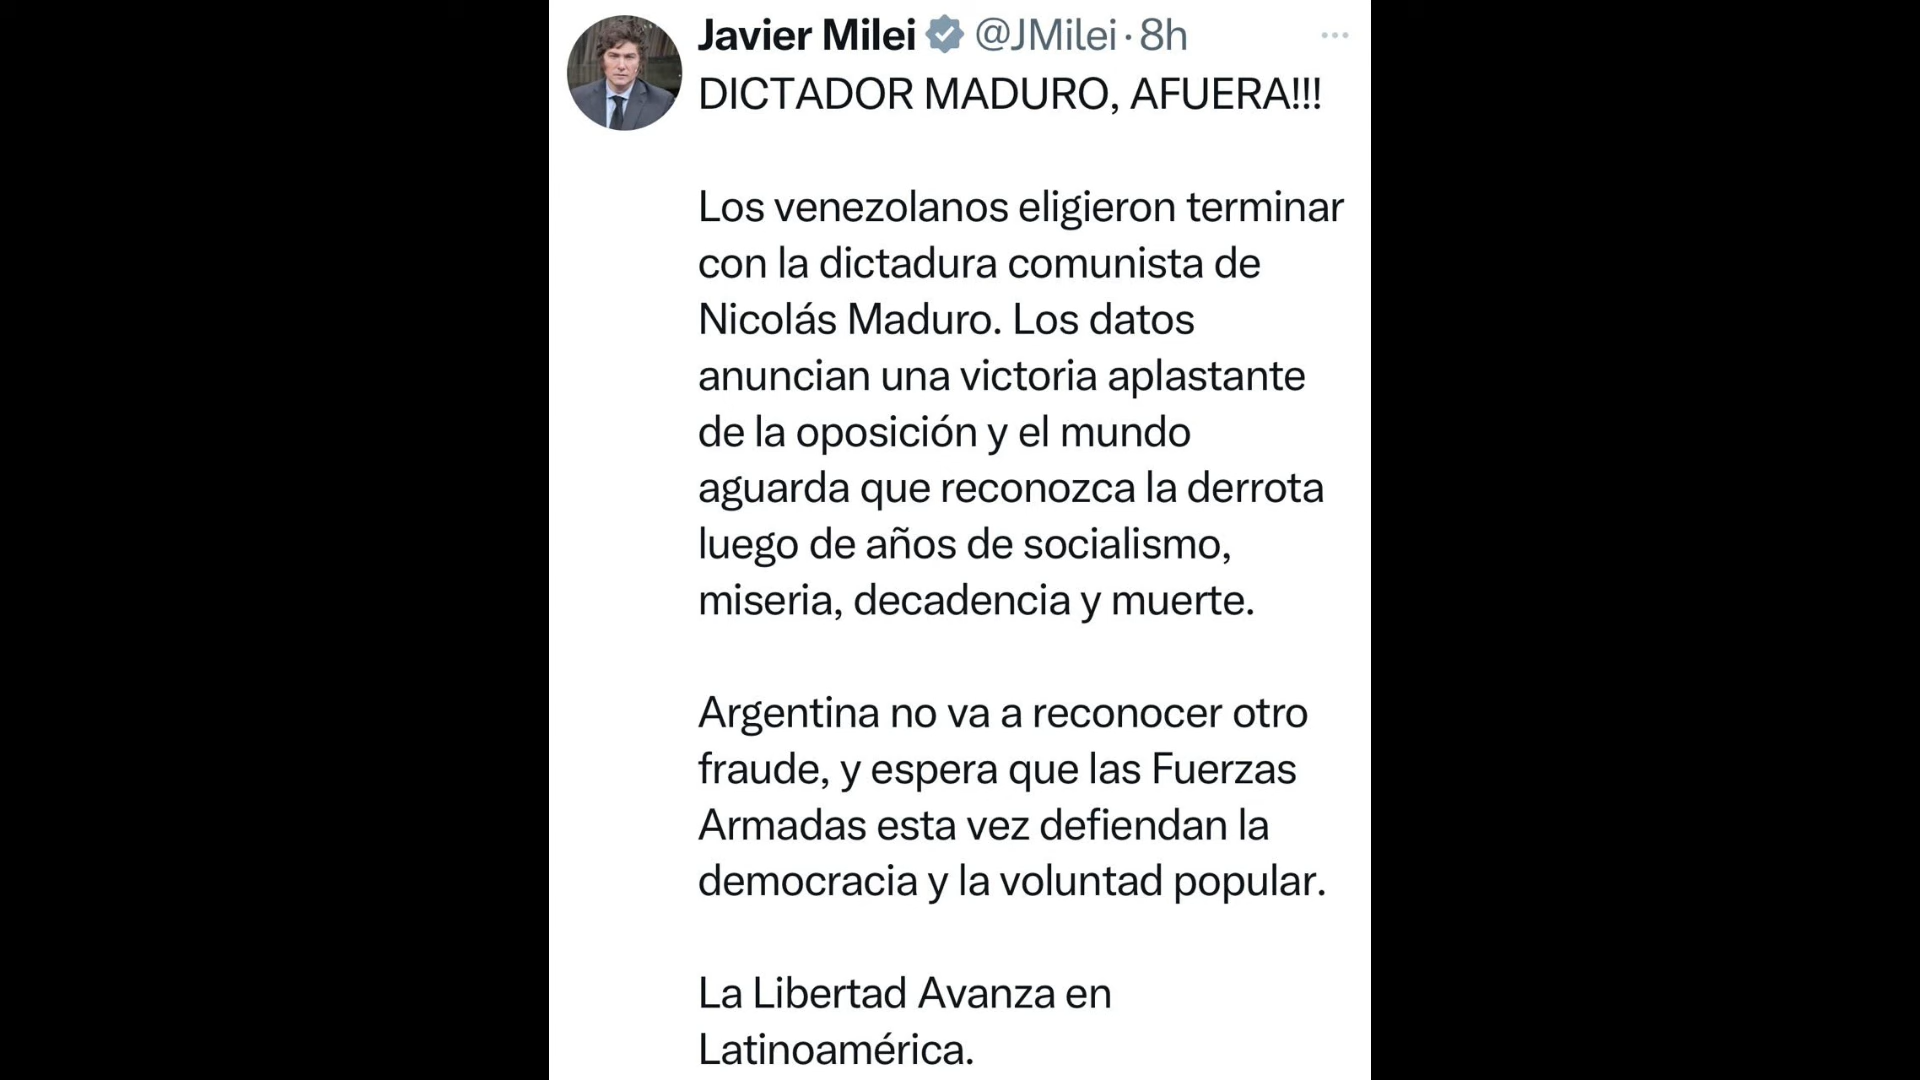 Javier Milei @JMilei · 8h
DICTADOR MADURO, AFUERA!!!
Los venezolanos eligieron terminar
con la dictadura comunista de
Nicolás Maduro. Los datos
anuncian una victoria aplastante
de la oposición y el mundo
aguarda que reconozca la derrota
luego de años de socialismo,
miseria, decadencia y muerte.
Argentina no va a reconocer otro
fraude, y espera que las Fuerzas
Armadas esta vez defiendan la
democracia y la voluntad popular.
La Libertad Avanza en
Latinoamérica.